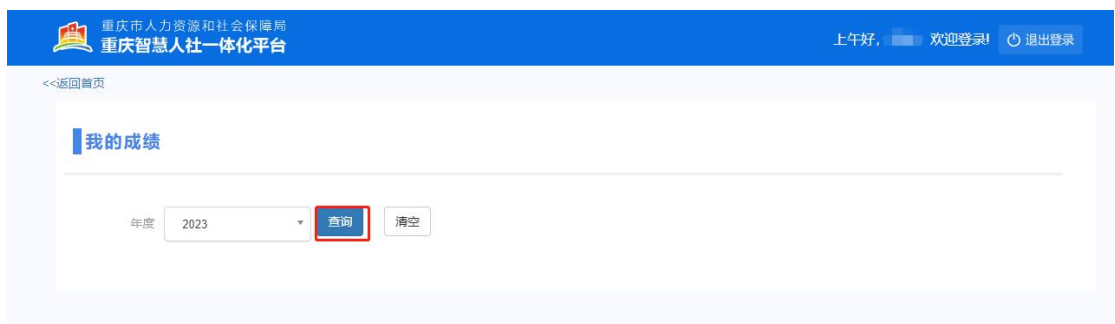 重庆市人力资源和社会保障局
重庆智慧人社一体化平台
上午好, 欢迎登录! 退出登录
<<返回首页
我的成绩
年度 2023 查询 清空